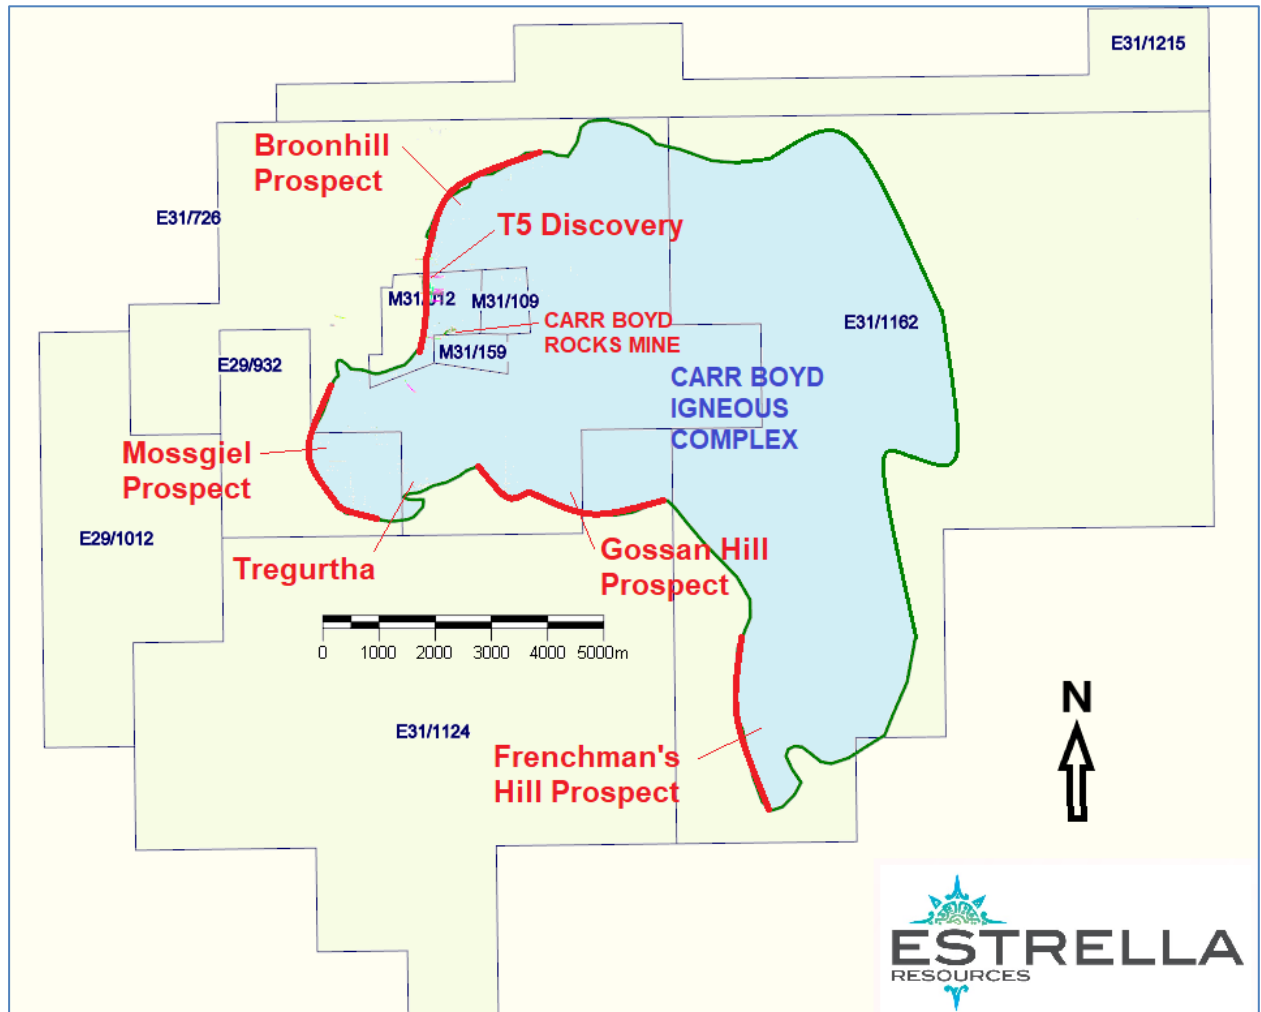 E31/1215
Broonhill
Prospect
E31/726
T5 Discovery
M31/012
M31/109
CARR BOYD
ROCKS MINE
E31/1162
M31/159
E29/932
CARR BOYD
IGNEOUS
COMPLEX
Mossgiel
Prospect
E29/1012
Tregurtha
Gossan Hill
Prospect
0 1000 2000 3000 4000 5000m
N
E31/1124
Frenchman's
Hill Prospect
ESTRELLA
RESOURCES